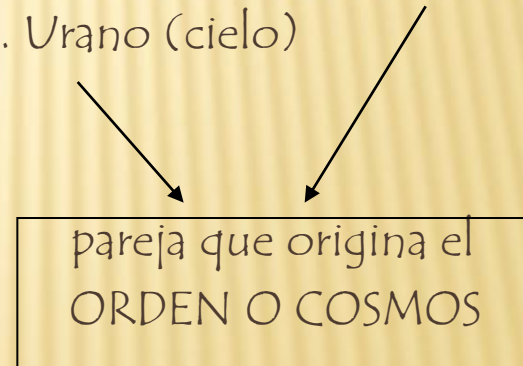 . Urano (cielo)
pareja que origina el
ORDEN O COSMOS